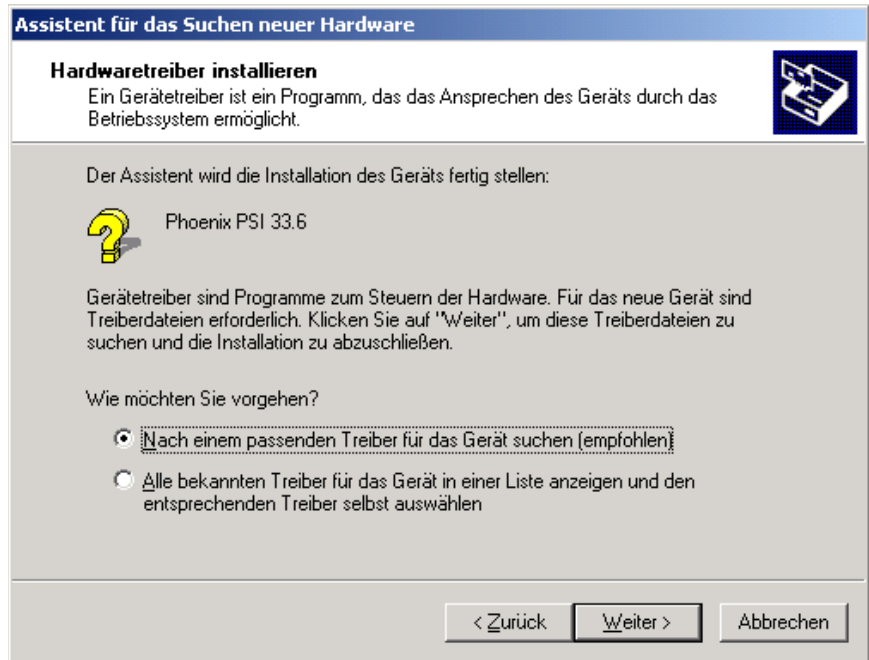 Assistent für das Suchen neuer Hardware
Hardwaretreiber installieren
Ein Gerätetreiber ist ein Programm, das das Ansprechen des Geräts durch das
Betriebssystem ermöglicht.
Der Assistent wird die Installation des Geräts fertig stellen:
Phoenix PSI 33.6
Gerätetreiber sind Programme zum Steuern der Hardware. Für das neue Gerät sind
Treiberdateien erforderlich. Klicken Sie auf "Weiter", um diese Treiberdateien zu
suchen und die Installation zu abzuschließen.
Wie möchten Sie vorgehen?
Nach einem passenden Treiber für das Gerät suchen (empfohlen)
Alle bekannten Treiber für das Gerät in einer Liste anzeigen und den
entsprechenden Treiber selbst auswählen
< Zurück Weiter > Abbrechen